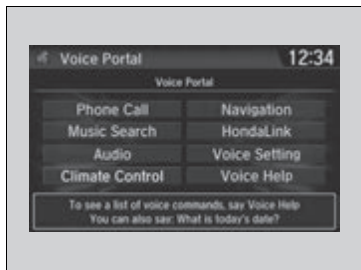 Voice Portal 12:34
Voice Portal
Phone Call Navigation
Music Search HondaLink
Audio Voice Setting
Climate Control Voice Help
To see a list of voice commands, say Voice Help
You can also say: What is today's date?